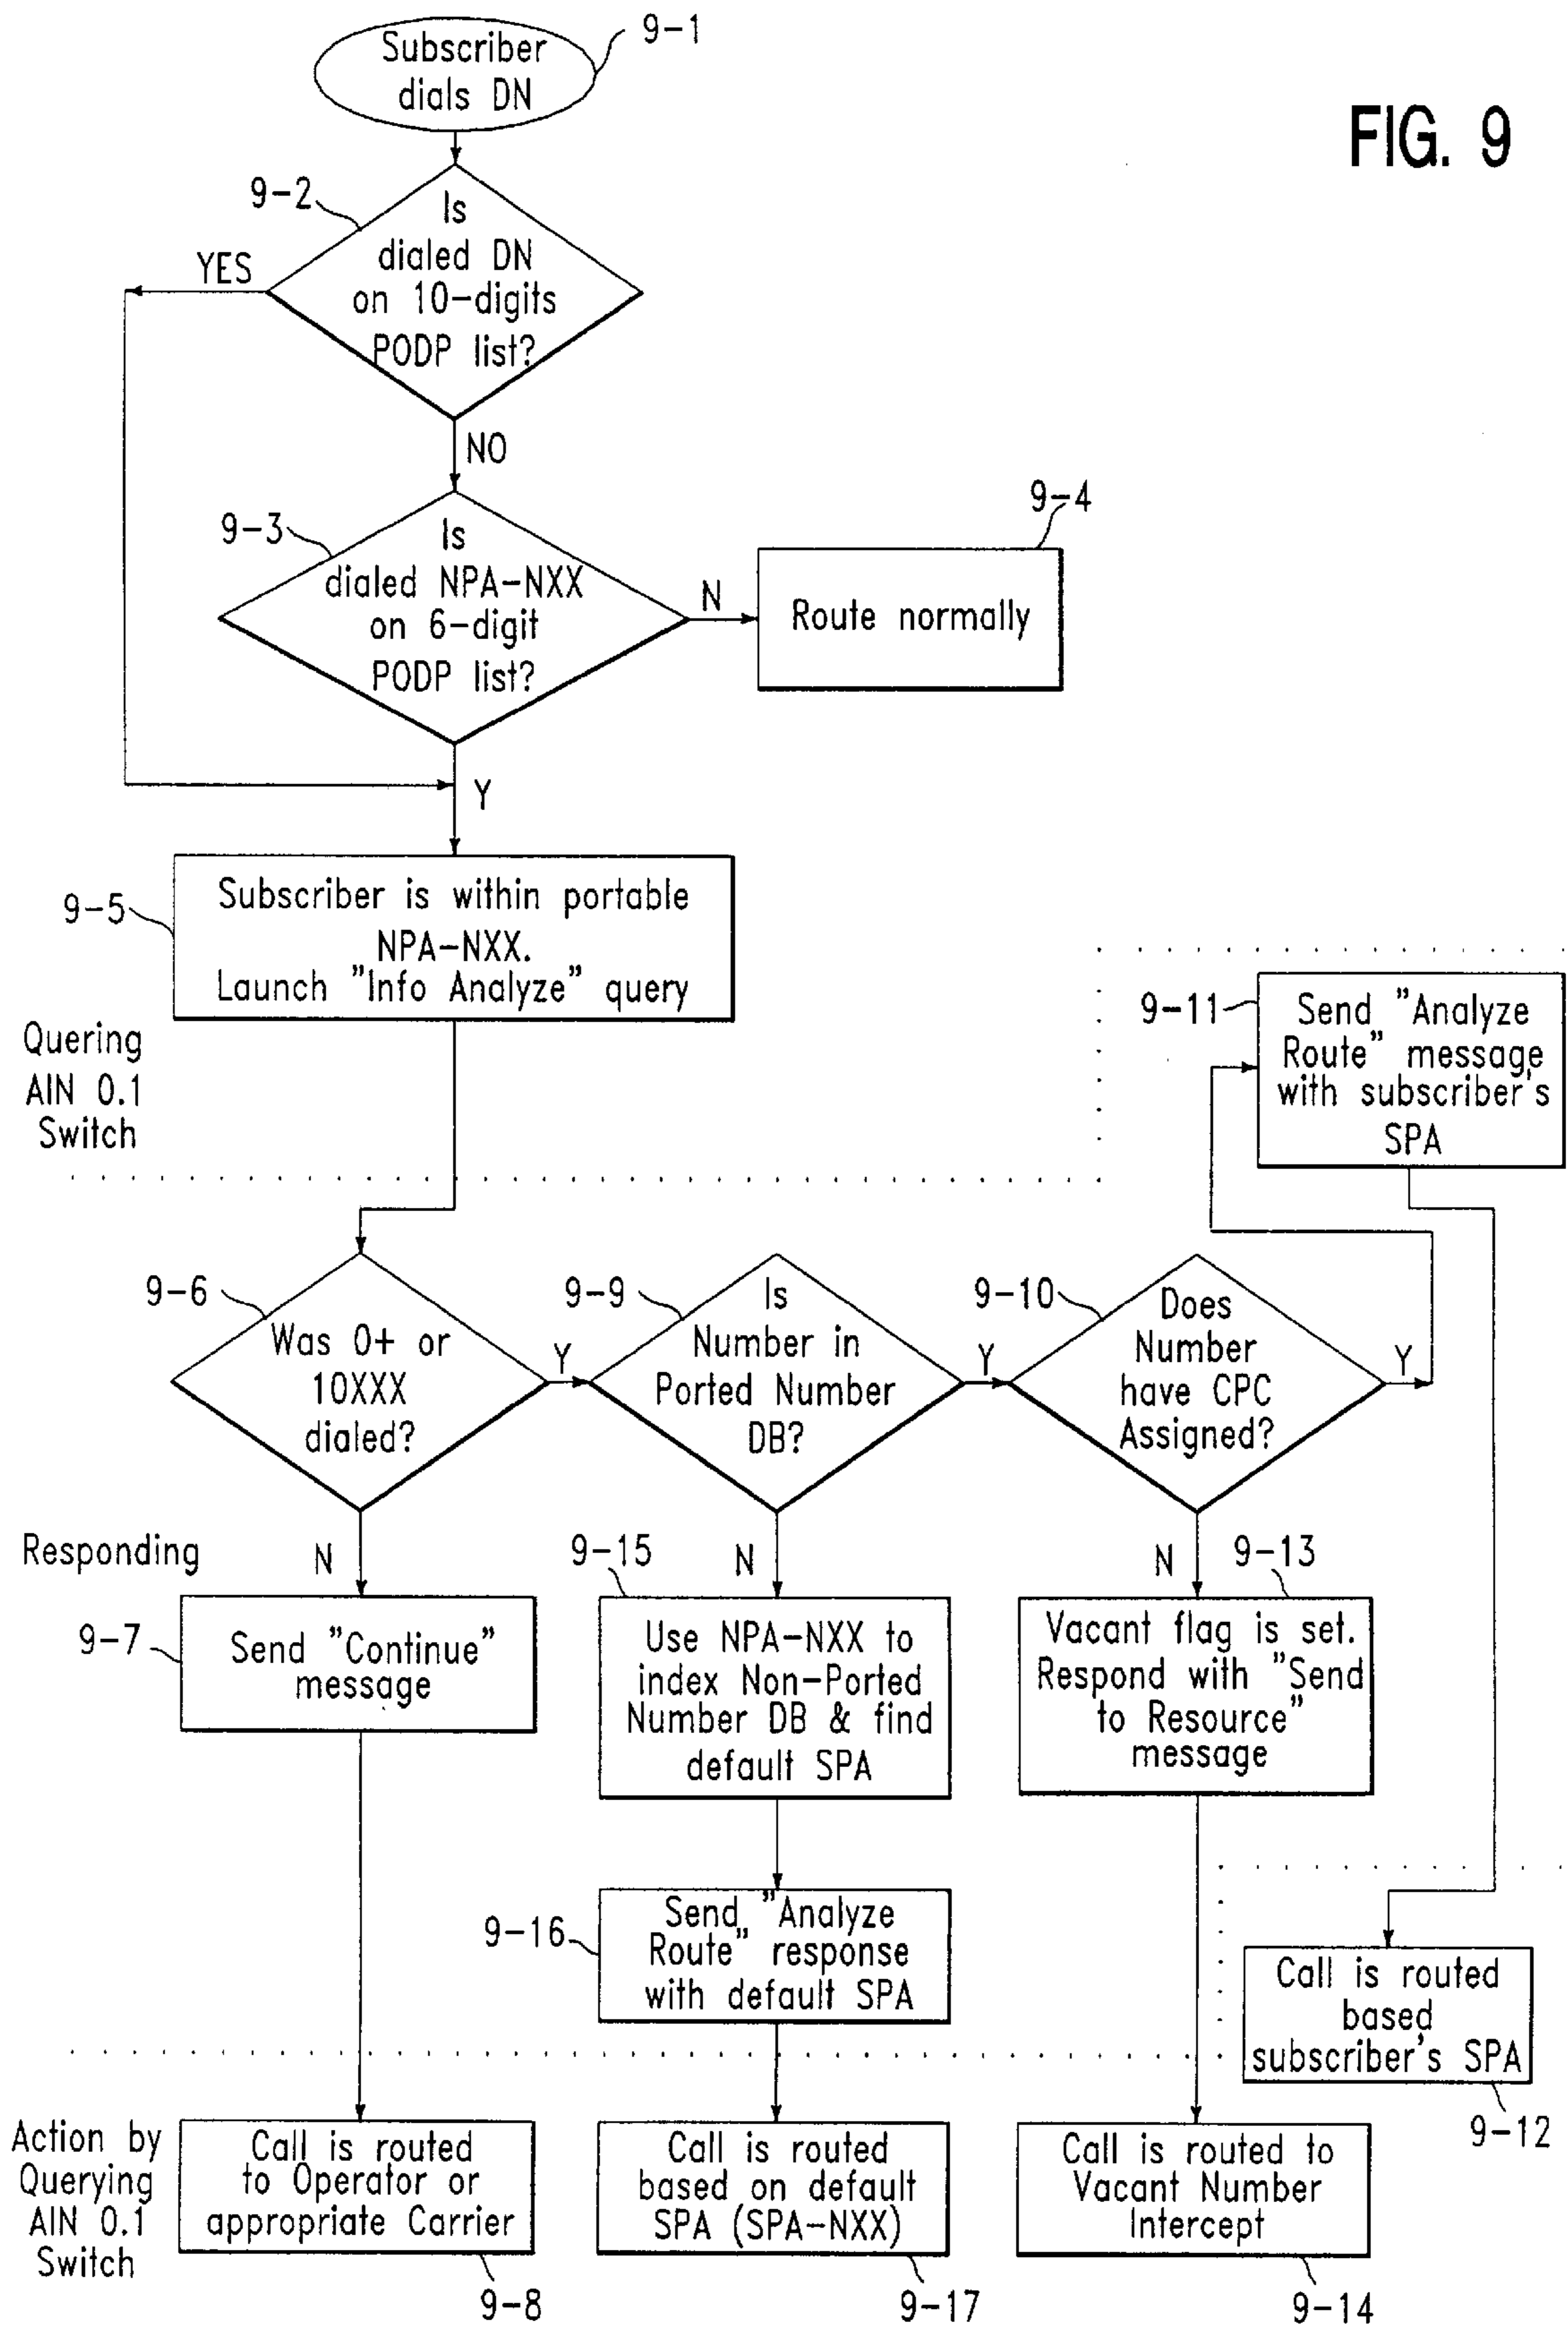 9-1
Subscriber
dials DN
FIG. 9
9-2
Is
dialed DN
on 10-digits
PODP list?
YES
NO
9-3
Is
dialed NPA-NXX
on 6-digit
PODP list?
N
9-4
Route normally
Y
9-5
Subscriber is within portable
NPA-NXX.
Launch "Info Analyze" query
Quering
AIN 0.1
Switch
9-11
Send "Analyze
Route" message
with subscriber's
SPA
9-6
Was 0+ or
10XXX
dialed?
Y
9-9
Is
Number in
Ported Number
DB?
Y
9-10
Does
Number
have CPC
Assigned?
Y
Responding
N
9-7
Send "Continue"
message
9-15
N
Use NPA-NXX to
index Non-Ported
Number DB & find
default SPA
N
9-13
Vacant flag is set.
Respond with "Send
to Resource"
message
9-16
Send "Analyze
Route" response
with default SPA
Call is routed
based
subscriber's SPA
9-12
Action by
Querying
AIN 0.1
Switch
Call is routed
to Operator or
appropriate Carrier
9-8
Call is routed
based on default
SPA (SPA-NXX)
9-17
Call is routed to
Vacant Number
Intercept
9-14